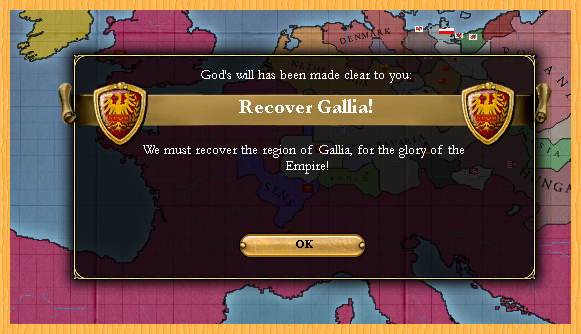 DENMARK
God's will has been made clear to you:
Recover Gallia!
We must recover the region of Gallia, for the glory of the
Empire!
OK